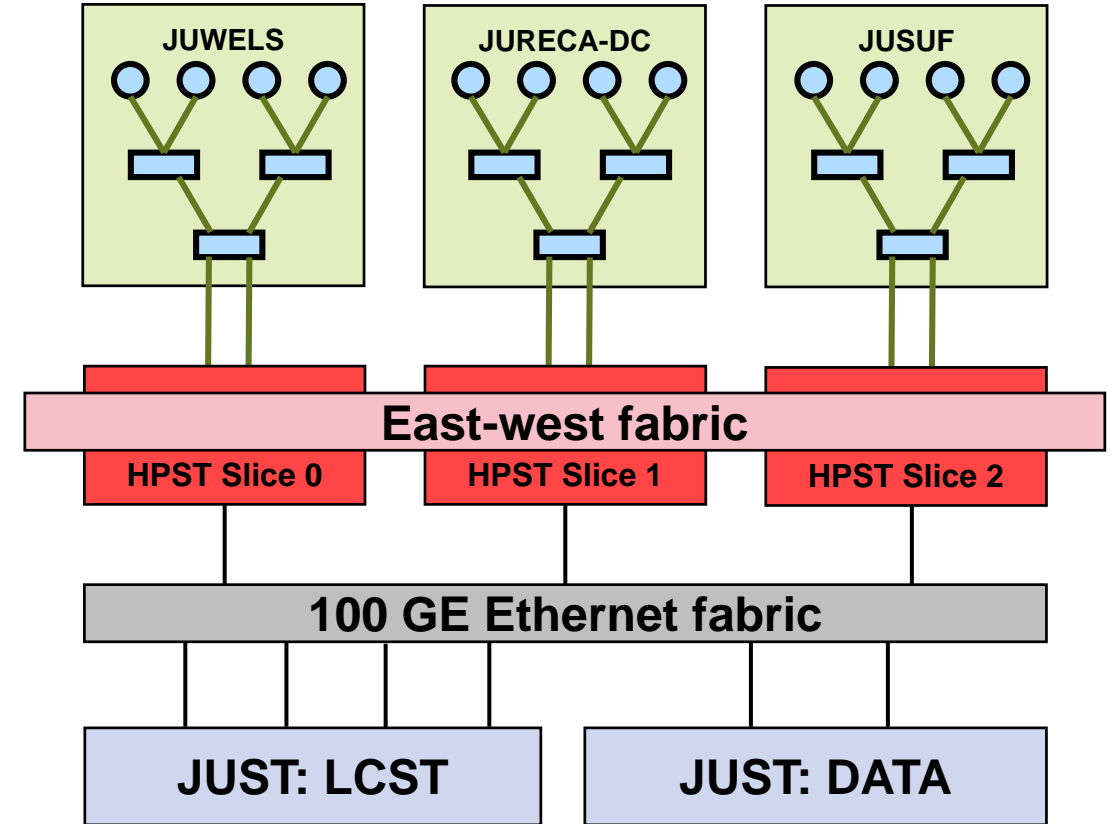 JUWELS
JURECA-DC
JUSUF
East-west fabric
HPST Slice 0
HPST Slice 1
HPST Slice 2
100 GE Ethernet fabric
JUST: LCST
JUST: DATA